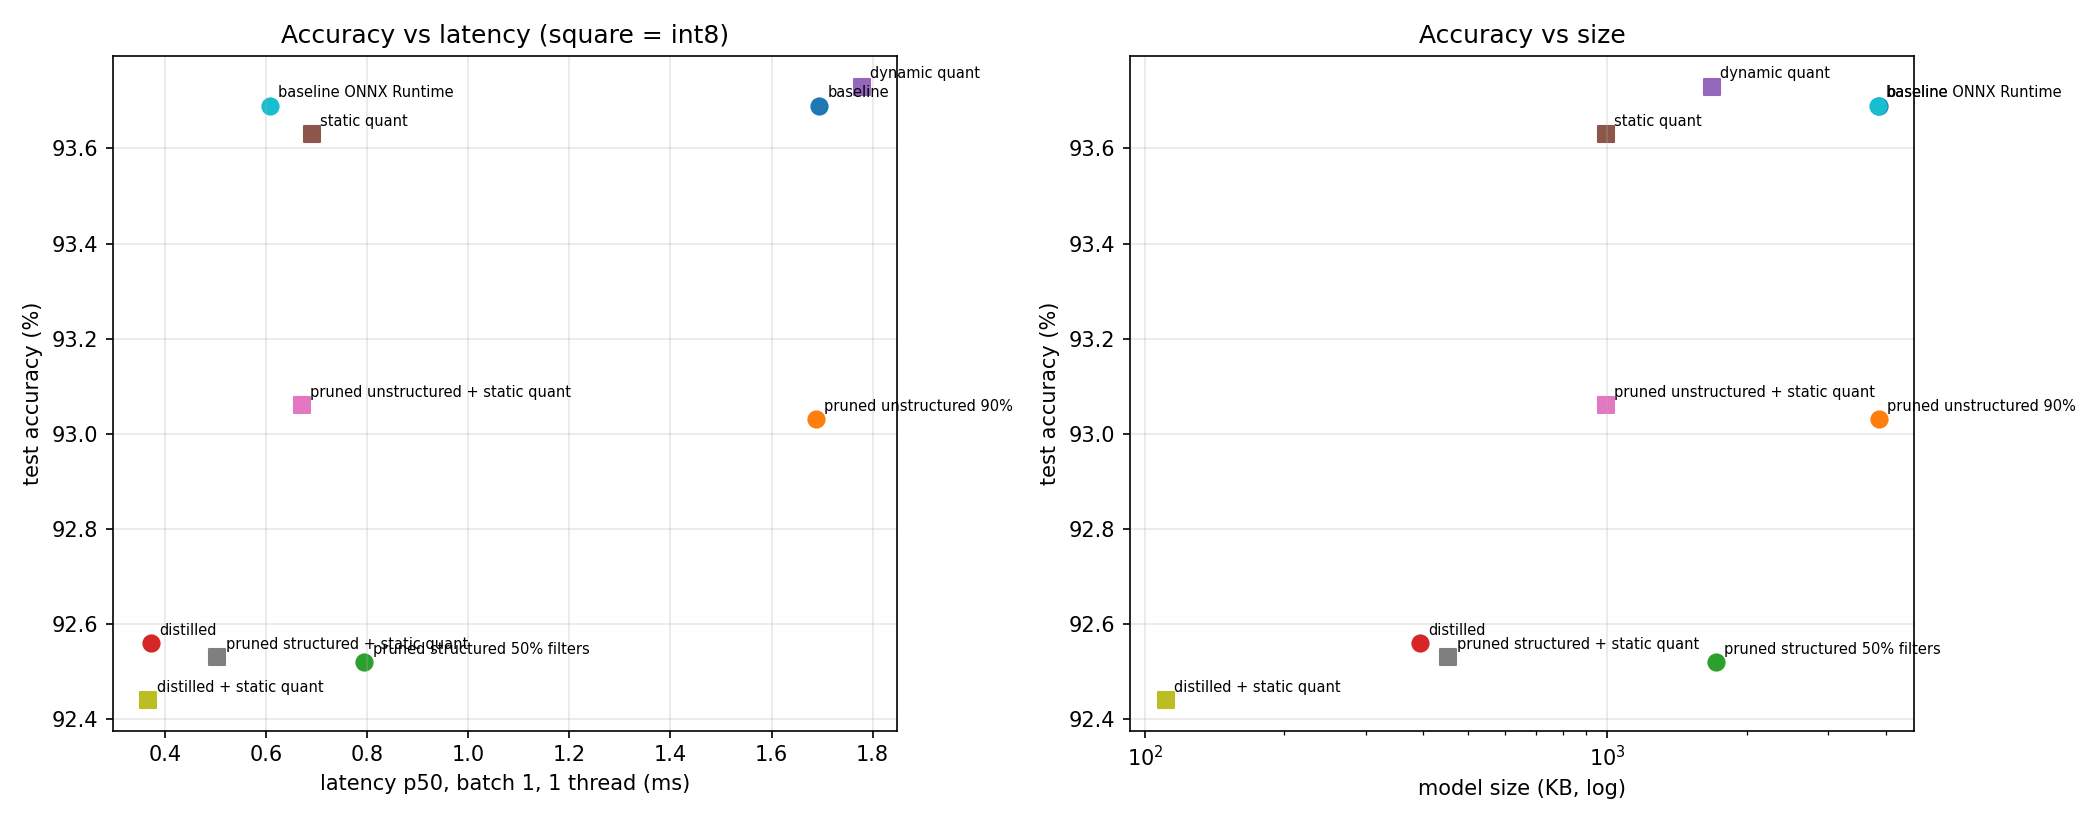 Accuracy vs latency (square = int8)
dynamic quant
baseline ONNX Runtime
baseline
static quant
93.6
93.4
93.2
pruned unstructured + static quant
pruned unstructured 90%
93.0
92.8
92.6
distilled
pruned structured + static quant
pruned structured 50% filters
distilled + static quant
92.4
0.4 0.6 0.8 1.0 1.2 1.4 1.6 1.8
latency p50, batch 1, 1 thread (ms)
test accuracy (%)
Accuracy vs size
dynamic quant
baseline
baseline ONNX Runtime
static quant
93.6
93.4
93.2
pruned unstructured + static quant
pruned unstructured 90%
93.0
92.8
92.6
distilled
pruned structured + static quant
pruned structured 50% filters
distilled + static quant
92.4
10² 10³
model size (KB, log)
test accuracy (%)